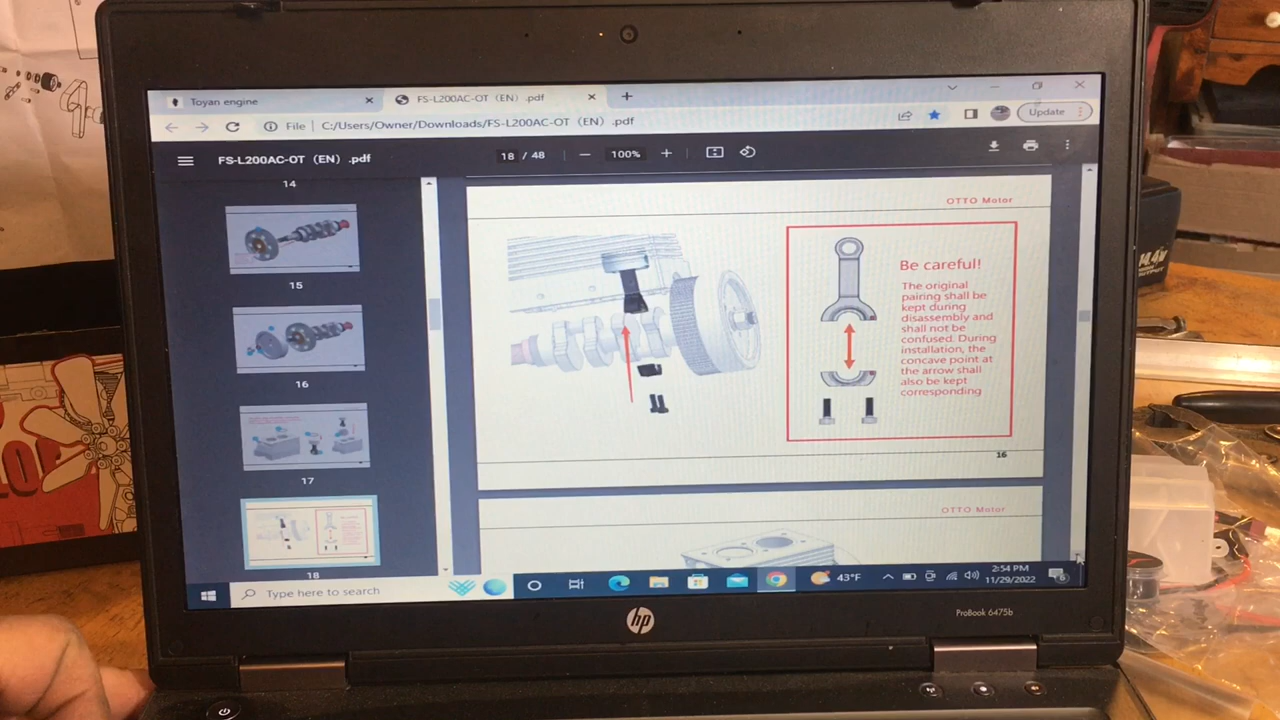 Toyan engine
FS-L200AC-OT（EN）.pdf
File | C:/Users/Owner/Downloads/FS-L200AC-OT（EN）.pdf
Update
FS-L200AC-OT（EN）.pdf
18 / 48
100%
14
15
16
17
18
OTTO Motor
Be careful!
The original
pairing shall be
kept during
disassembly and
shall not be
confused. During
installation, the
concave point at
the arrow shall
also be kept
corresponding
16
OTTO Motor
Type here to search
43°F
2:54 PM
11/29/2022
6
hp
ProBook 6475b
14.4V